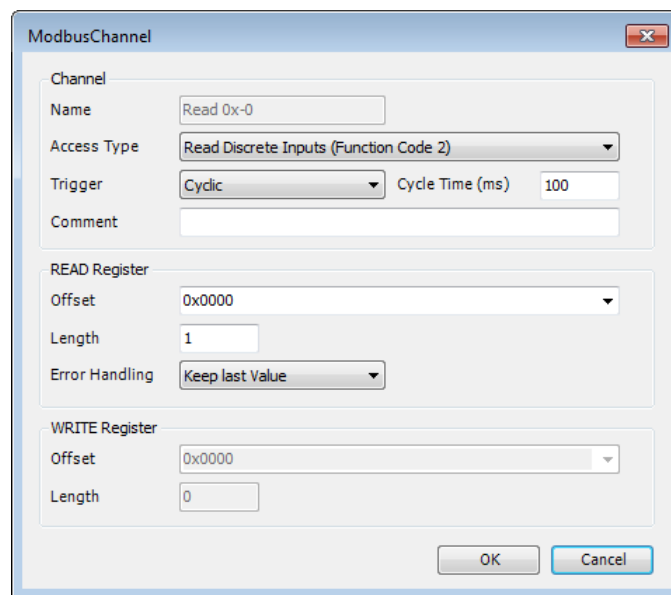 ModbusChannel
Channel
Name Read 0x-0
Access Type Read Discrete Inputs (Function Code 2)
Trigger Cyclic Cycle Time (ms) 100
Comment
READ Register
Offset 0x0000
Length 1
Error Handling Keep last Value
WRITE Register
Offset 0x0000
Length 0
OK Cancel